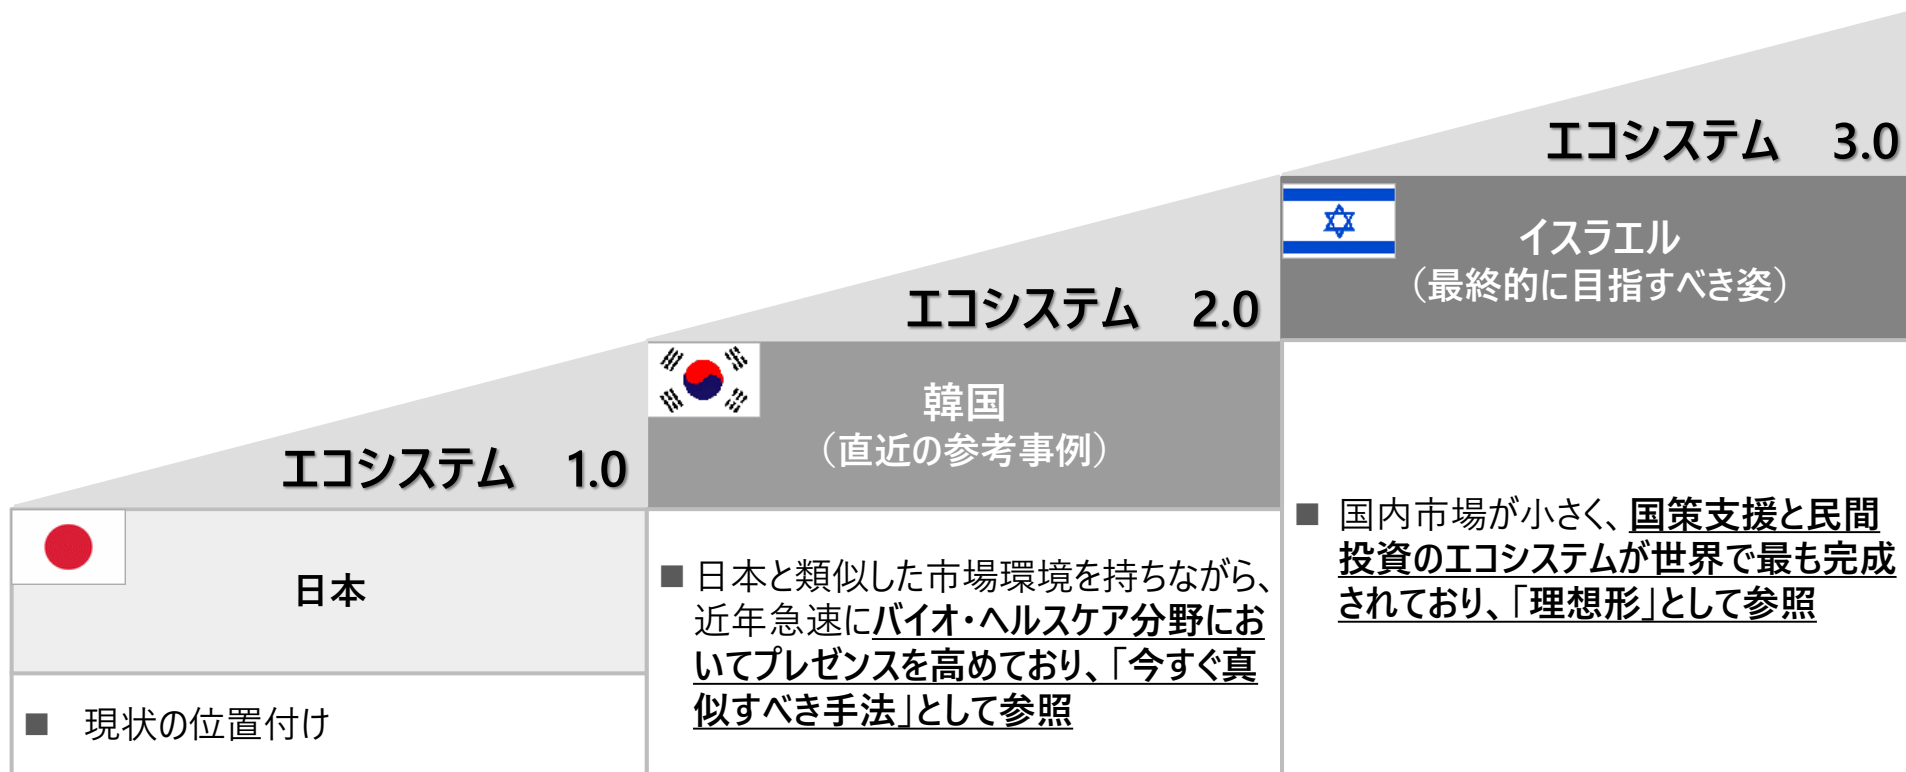 エコシステム　3.0
イスラエル
（最終的に目指すべき姿）
■ 国内市場が小さく、国策支援と民間
投資のエコシステムが世界で最も完成
されており、「理想形」として参照
エコシステム　2.0
韓国
（直近の参考事例）
■ 日本と類似した市場環境を持ちながら、
近年急速にバイオ・ヘルスケア分野にお
いてプレゼンスを高めており、「今すぐ真
似すべき手法」として参照
エコシステム　1.0
日本
■ 現状の位置付け